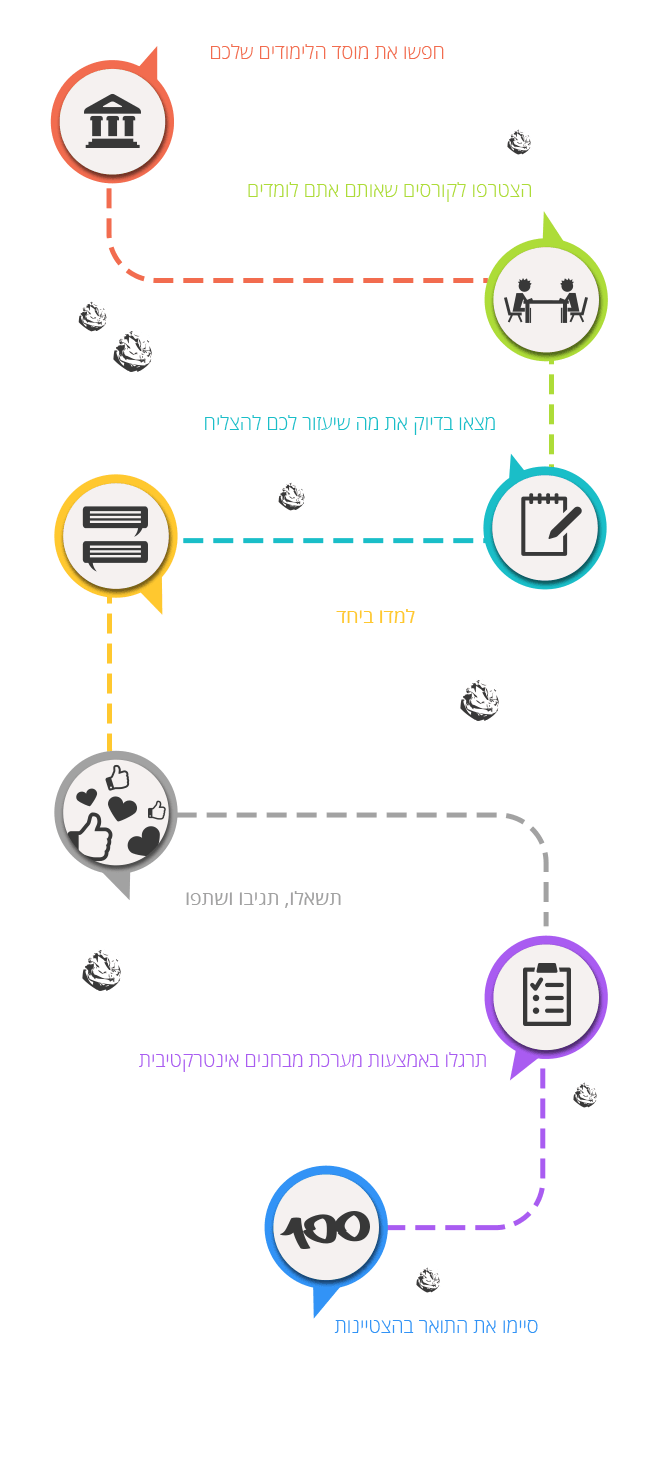 חפשו את מוסד הלימודים שלכם
הצטרפו לקורסים שאותם אתם לומדים
מצאו בדיוק את מה שיעזור לכם להצליח
למדו ביחד
תשאלו, תגיבו ושתפו
תרגלו באמצעות מערכת מבחנים אינטרקטיבית
100
סיימו את התואר בהצטיינות